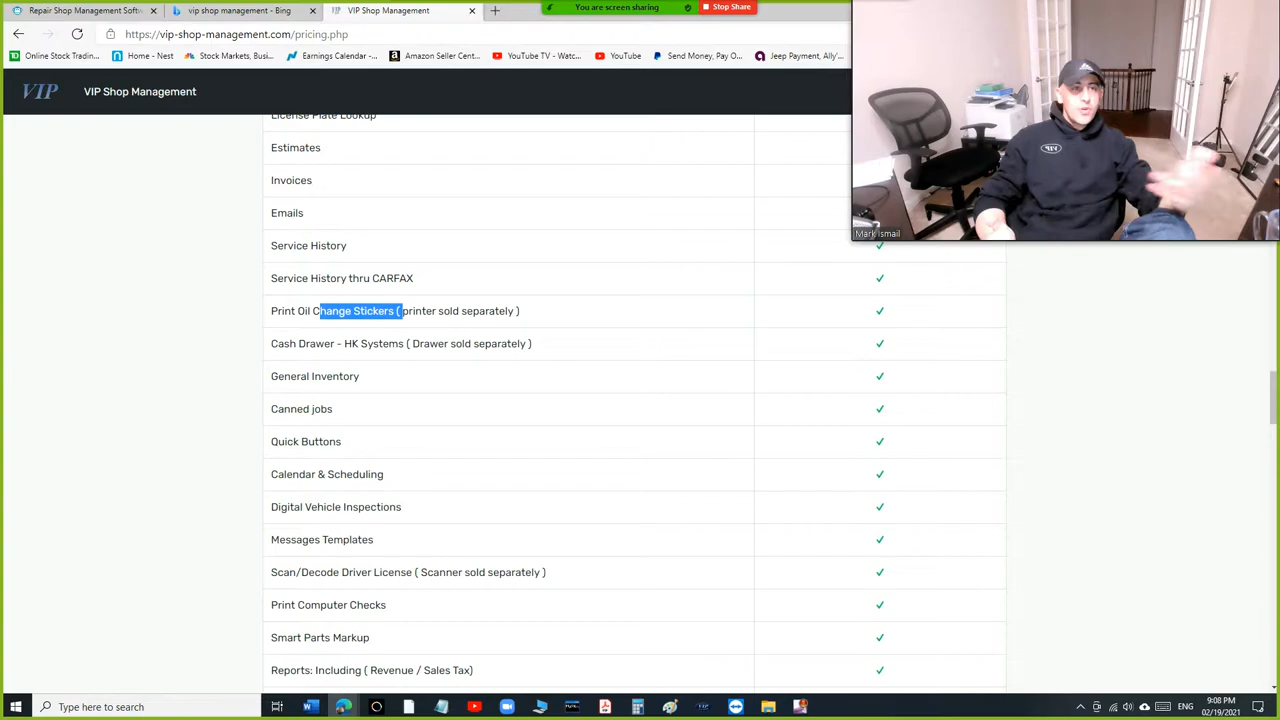 Repair Shop Management Softw
vip shop management - Bing
VIP Shop Management
You are screen sharing
Stop Share
https://vip-shop-management.com/pricing.php
Online Stock Trading...
Home - Nest
Stock Markets, Busi...
Earnings Calendar -...
Amazon Seller Cent...
YouTube TV - Watc...
YouTube
Send Money, Pay O...
Jeep Payment, Ally'...
VIP
VIP Shop Management
License Plate Lookup
Estimates
Invoices
Emails
Mark Ismail
Service History
Service History thru CARFAX
Print Oil Change Stickers ( printer sold separately )
Cash Drawer - HK Systems ( Drawer sold separately )
General Inventory
Canned jobs
Quick Buttons
Calendar & Scheduling
Digital Vehicle Inspections
Messages Templates
Scan/Decode Driver License ( Scanner sold separately )
Print Computer Checks
Smart Parts Markup
Reports: Including ( Revenue / Sales Tax)
Type here to search
ENG
9:08 PM
02/19/2021